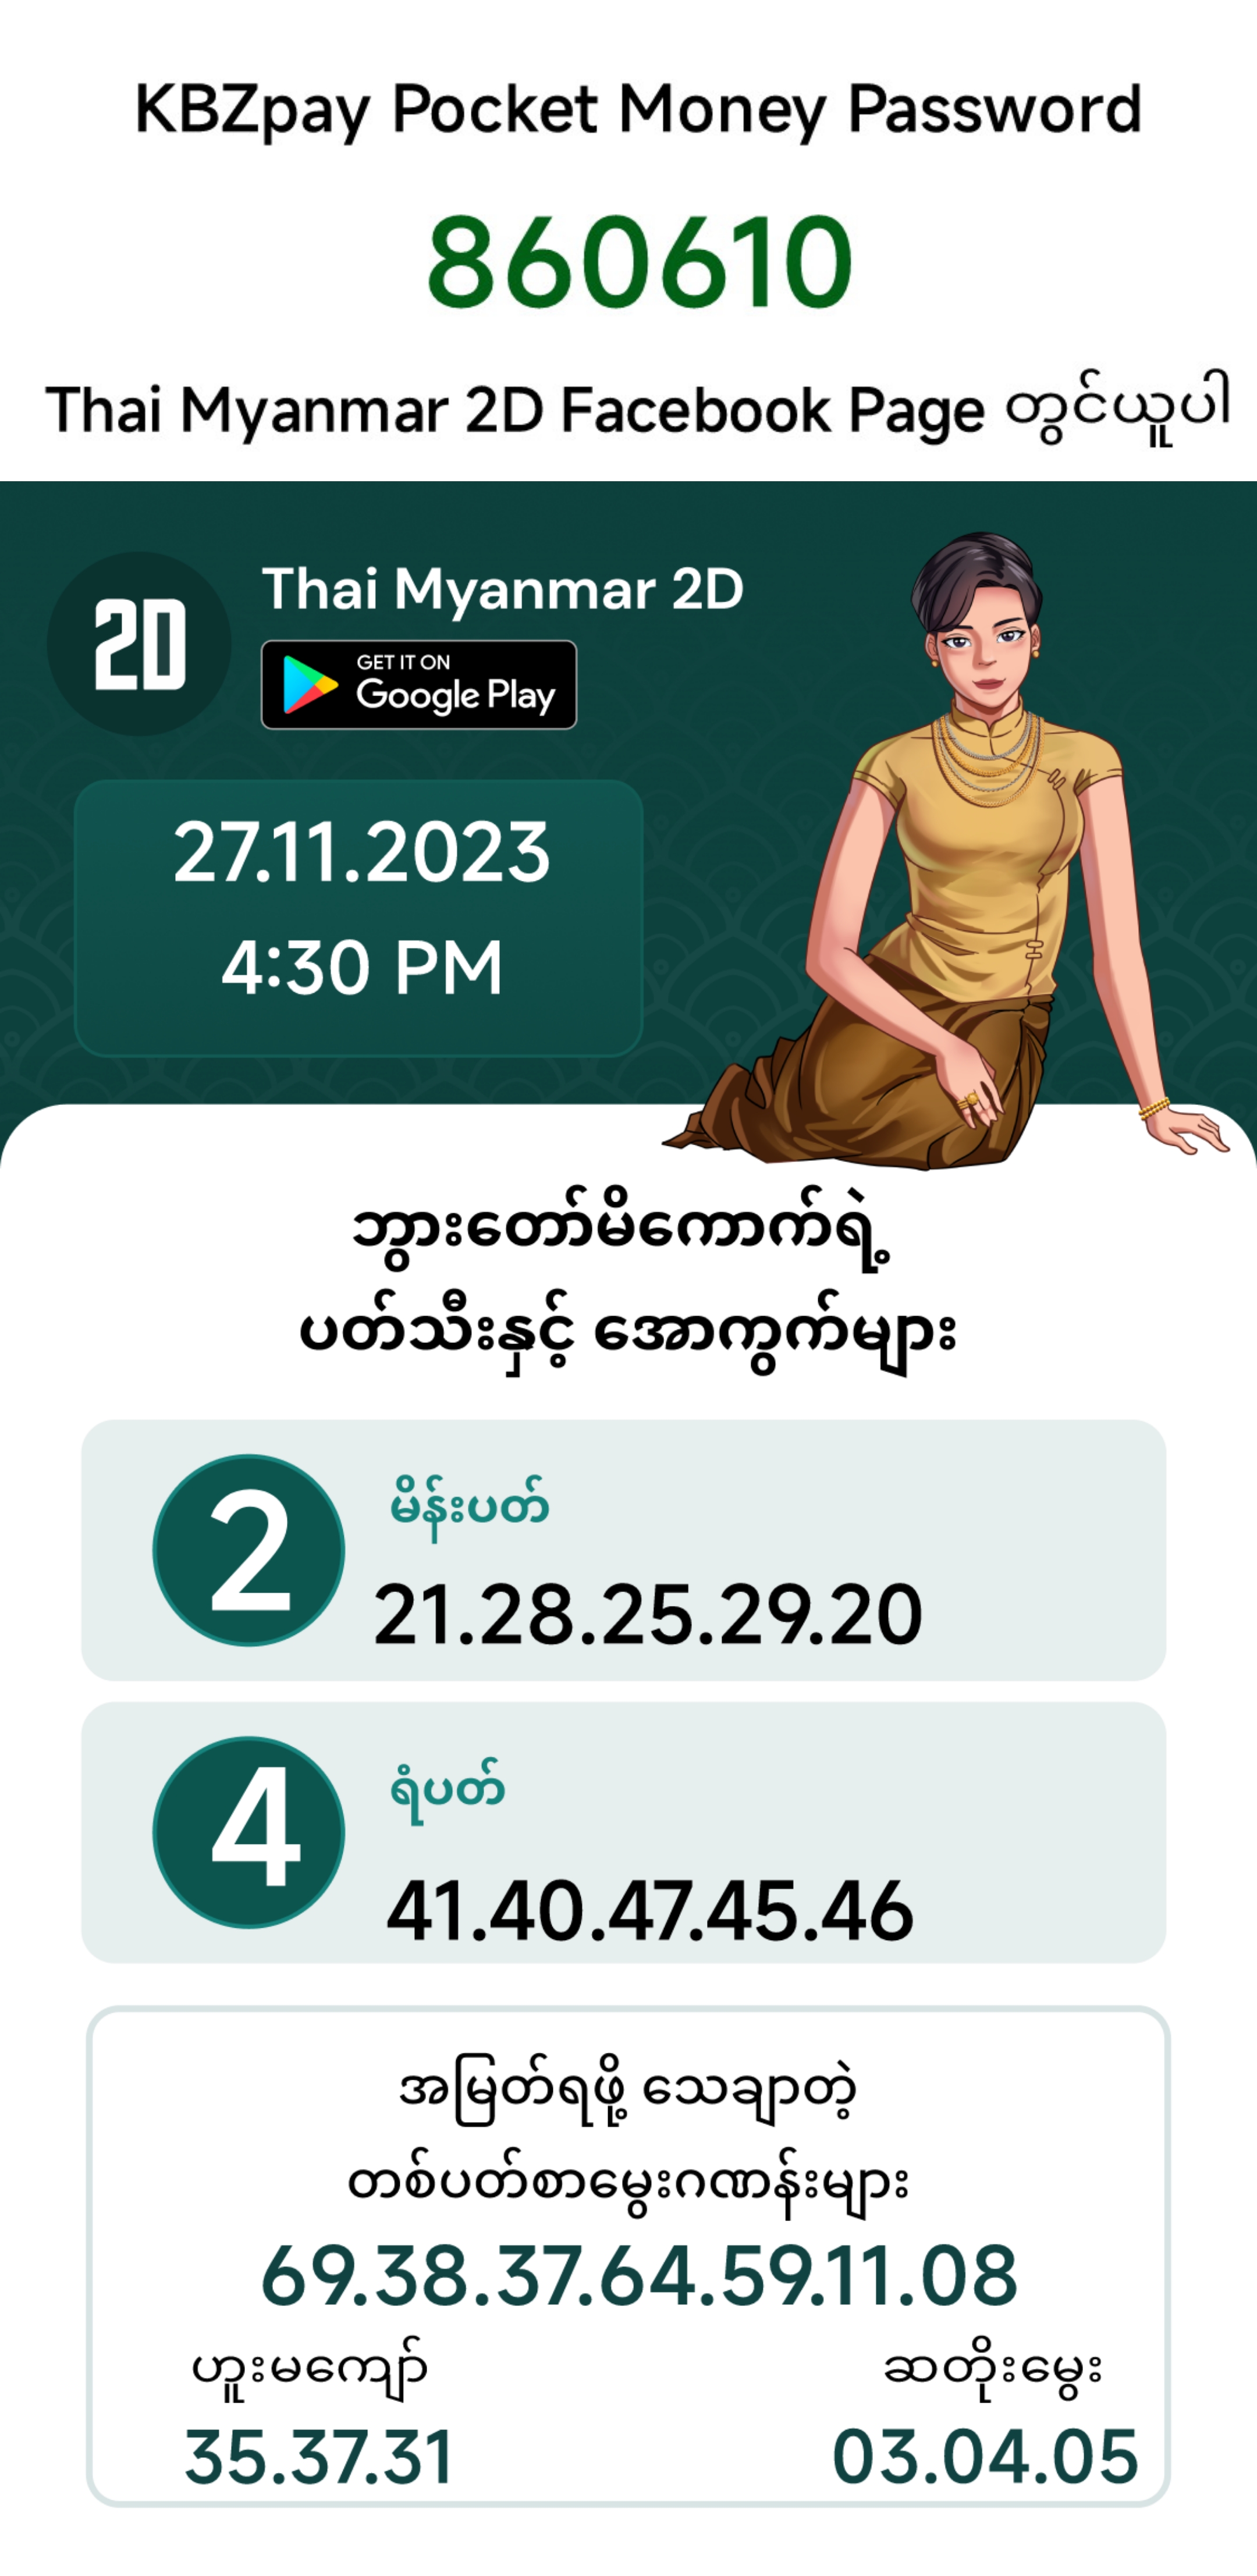 KBZpay Pocket Money Password
860610
Thai Myanmar 2D Facebook Page တွင်ယူပါ
2D
Thai Myanmar 2D
GET IT ON
Google Play
27.11.2023
4:30 PM
ဘွားတော်မိကောက်ရဲ့
ပတ်သီးနှင့် အောကွက်များ
2
မိန်းပတ်
21.28.25.29.20
4
ရံပတ်
41.40.47.45.46
အမြတ်ရဖို့ သေချာတဲ့
တစ်ပတ်စာမွေးဂဏန်းများ
69.38.37.64.59.11.08
ဟူးမကျော်
ဆတိုးမွေး
35.37.31
03.04.05